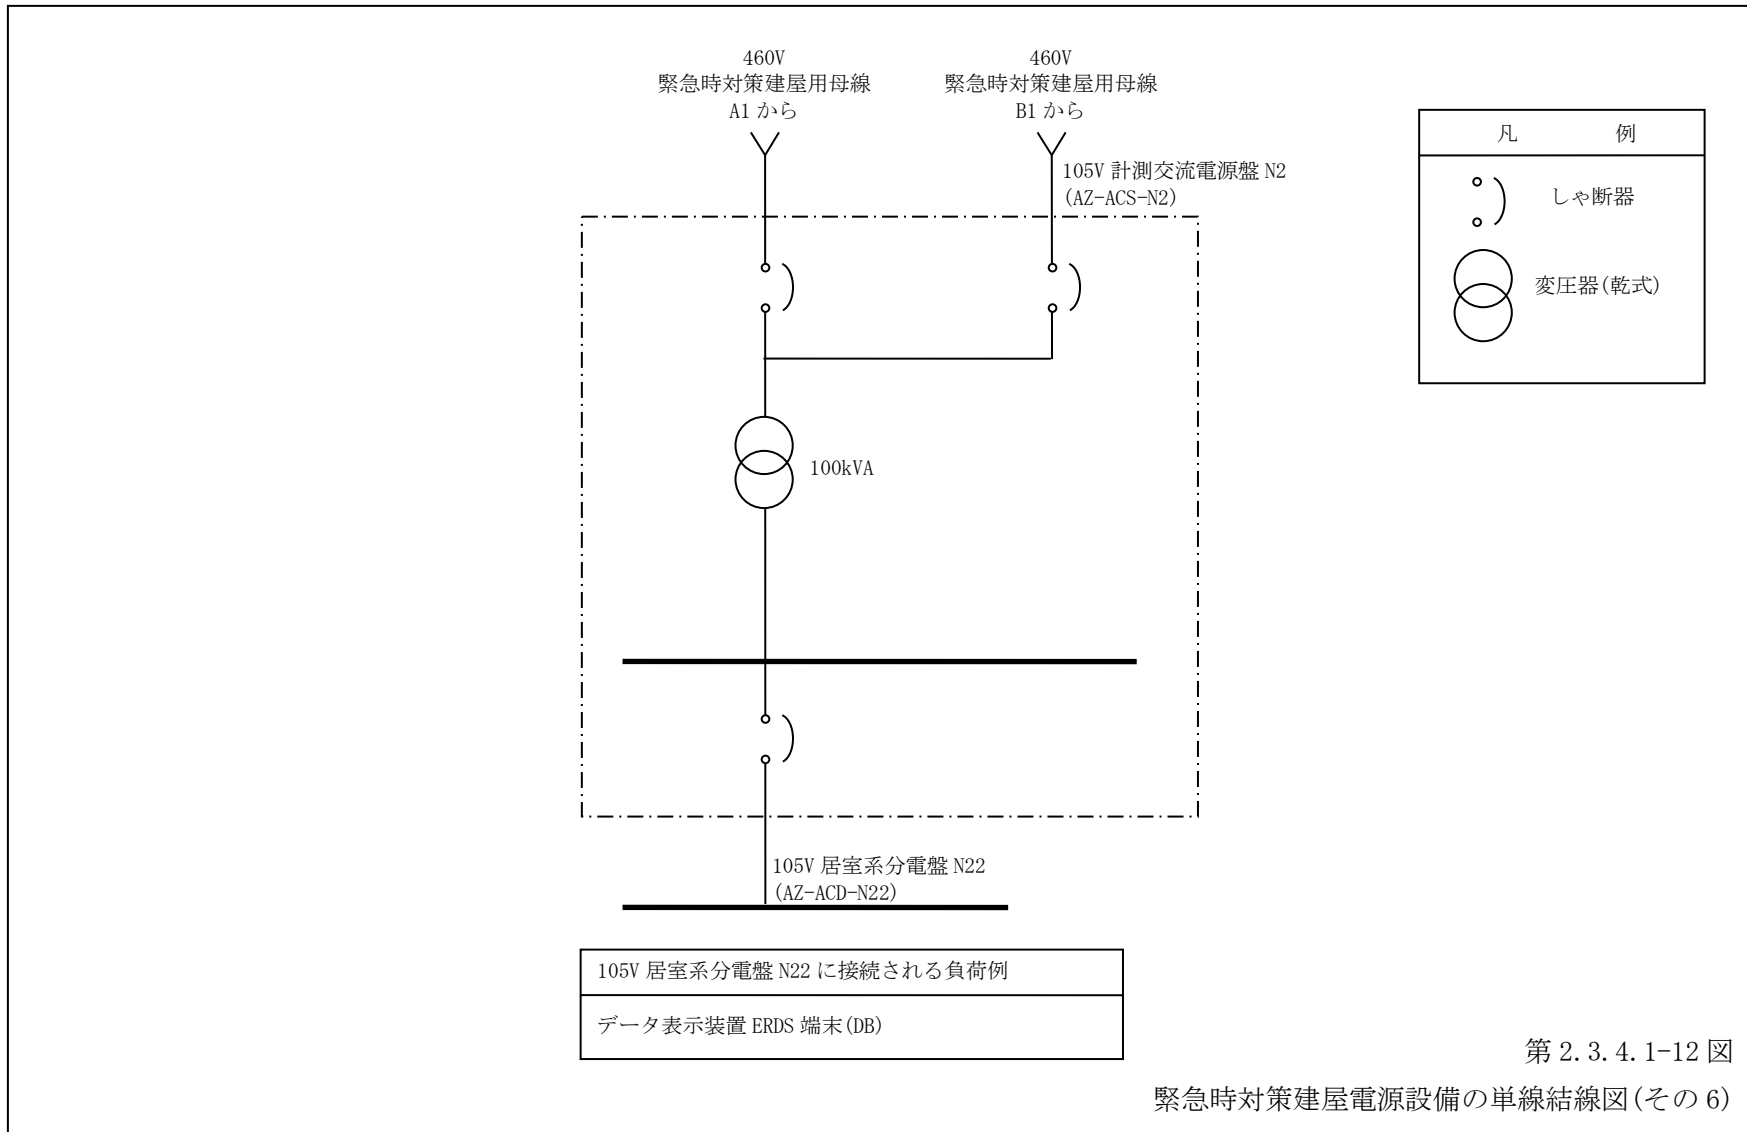 460V
緊急時対策建屋用母線
A1から
460V
緊急時対策建屋用母線
B1から
105V 計測交流電源盤 N2
(AZ-ACS-N2)
凡 例
しゃ断器
変圧器(乾式)
100kVA
105V 居室系分電盤 N22
(AZ-ACD-N22)
105V 居室系分電盤 N22 に接続される負荷例
データ表示装置 ERDS 端末(DB)
第 2.3.4.1-12 図
緊急時対策建屋電源設備の単線結線図(その 6)